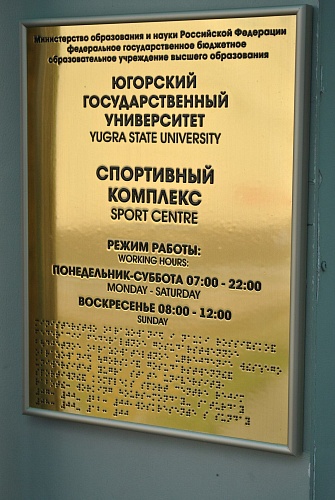 Министерство образования и науки Российской Федерации
федеральное государственное бюджетное
образовательное учреждение высшего образования
ЮГОРСКИЙ
ГОСУДАРСТВЕННЫЙ
УНИВЕРСИТЕТ
YUGRA STATE UNIVERSITY
СПОРТИВНЫЙ
КОМПЛЕКС
SPORT CENTRE
РЕЖИМ РАБОТЫ:
WORKING HOURS:
ПОНЕДЕЛЬНИК-СУББОТА 07:00 - 22:00
MONDAY - SATURDAY
ВОСКРЕСЕНЬЕ 08:00 - 12:00
SUNDAY